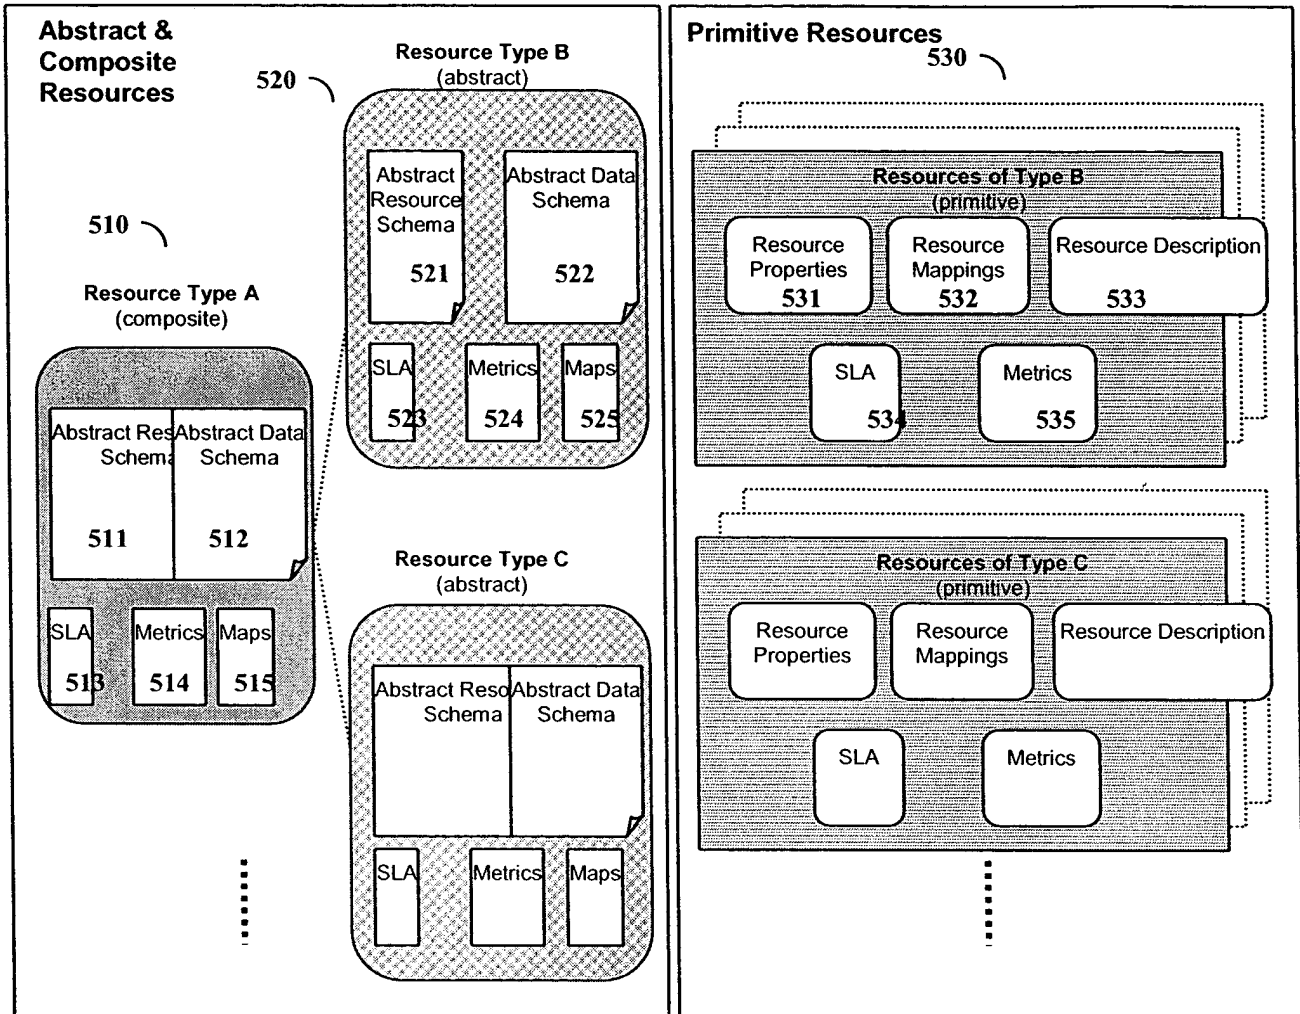 Abstract &
Composite
Resources
520
Resource Type B
(abstract)
Abstract
Resource
Schema
521
Abstract Data
Schema
522
SLA
523
Metrics
524
Maps
525
510
Resource Type A
(composite)
Abstract Res
Schema
511
Abstract Data
Schema
512
SLA
513
Metrics
514
Maps
515
Resource Type C
(abstract)
Abstract Reso
Schema
Abstract Data
Schema
SLA
Metrics
Maps
Primitive Resources
530
Resources of Type B
(primitive)
Resource
Properties
531
Resource
Mappings
532
Resource Description
533
SLA
534
Metrics
535
Resources of Type C
(primitive)
Resource
Properties
Resource
Mappings
Resource Description
SLA
Metrics